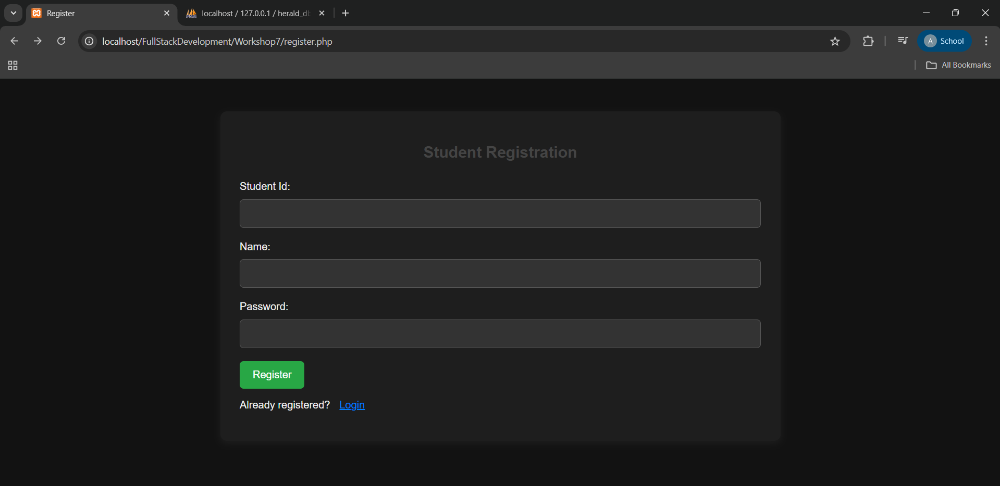 Register
localhost / 127.0.0.1 / herald_db
localhost/FullStackDevelopment/Workshop7/register.php
A School
All Bookmarks
Student Registration
Student Id:
Name:
Password:
Register
Already registered? Login